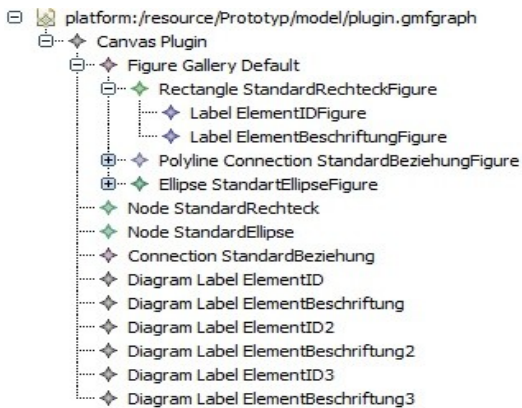 platform:/resource/Prototyp/model/plugin.gmfgraph
Canvas Plugin
Figure Gallery Default
Rectangle StandardRechteckFigure
Label ElementIDFigure
Label ElementBeschriftungFigure
Polyline Connection StandardBeziehungFigure
Ellipse StandartEllipseFigure
Node StandardRechteck
Node StandardEllipse
Connection StandardBeziehung
Diagram Label ElementID
Diagram Label ElementBeschriftung
Diagram Label ElementID2
Diagram Label ElementBeschriftung2
Diagram Label ElementID3
Diagram Label ElementBeschriftung3